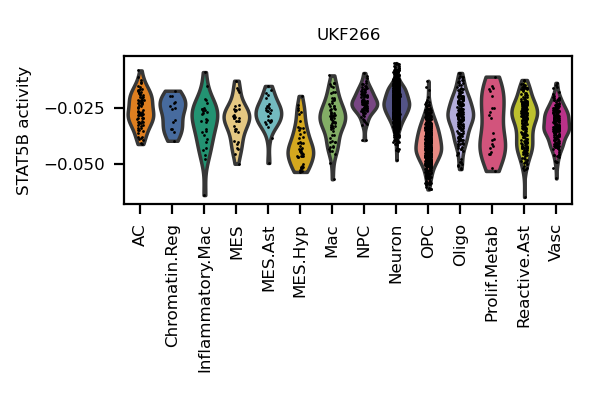 UKF266
STAT5B activity
−0.025
−0.050
AC
Chromatin.Reg
Inflammatory.Mac
MES
MES.Ast
MES.Hyp
Mac
NPC
Neuron
OPC
Oligo
Prolif.Metab
Reactive.Ast
Vasc